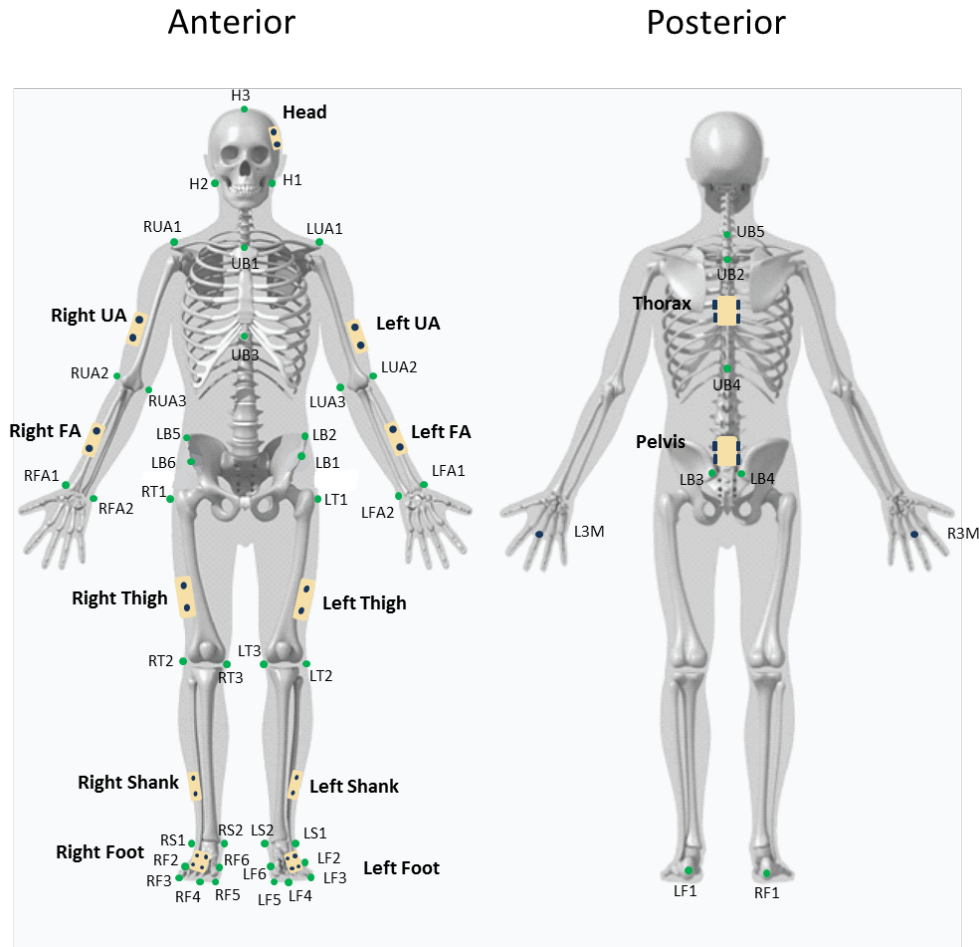 Anterior
Posterior
H3
Head
H2
H1
RUA1
LUA1
UB1
UB5
UB2
Thorax
Right UA
Left UA
UB3
UB4
RUA2
LUA2
RUA3
LUA3
Right FA
Left FA
LB5
LB2
LB6
LB1
Pelvis
LB3
LB4
RFA1
LFA1
RFA2
RT1
LT1
LFA2
L3M
R3M
Right Thigh
Left Thigh
RT2
LT3
RT3
LT2
Right Shank
Left Shank
RS1
RS2
LS2
LS1
Right Foot
RF2
RF6
LF6
LF2
Left Foot
RF3
LF3
RF4
RF5
LF5
LF4
LF1
RF1